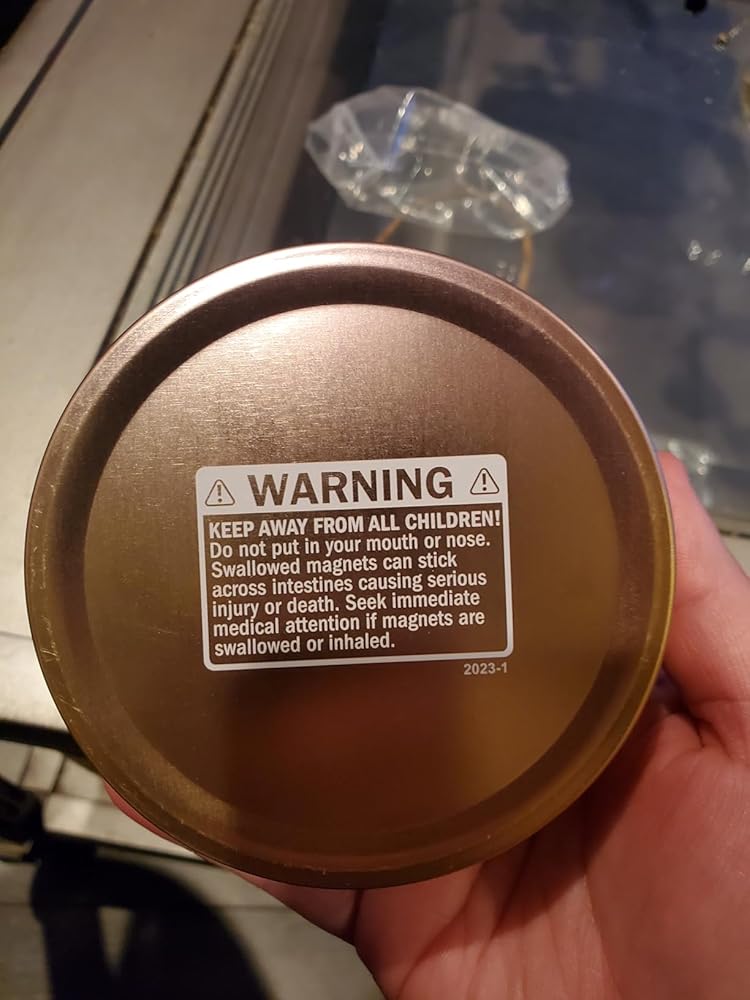 WARNING
KEEP AWAY FROM ALL CHILDREN!
Do not put in your mouth or nose.
Swallowed magnets can stick
across intestines causing serious
injury or death. Seek immediate
medical attention if magnets are
swallowed or inhaled.
2023-1